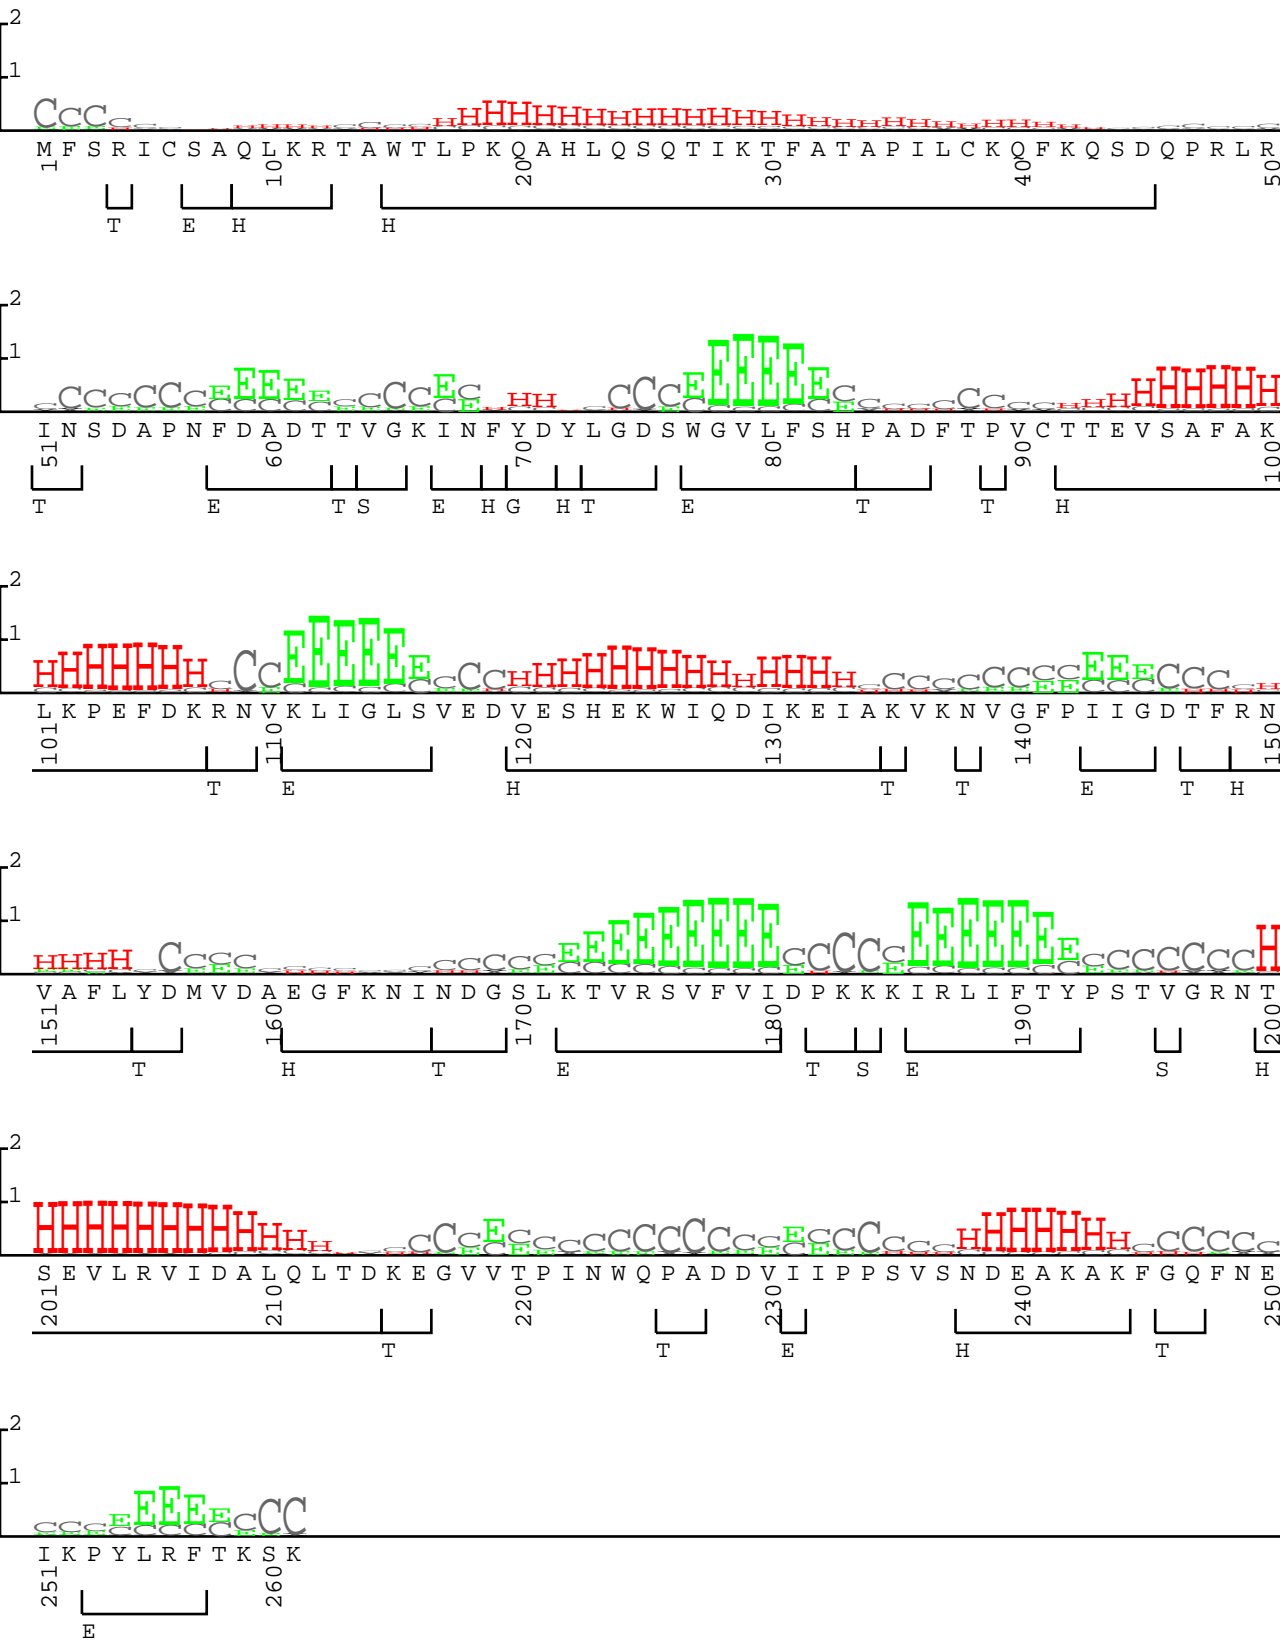 2
1
C C C C H H H H H H H H H H H H H
M F S R I C S A Q L K R T A W T L P K Q A H L Q S Q T I K T F A T A P I L C K Q F K Q S D Q P R L R
1 10 20 30 40 50
T E H H
2
1
C C C C C C E E E E E C C C C E C H H C C C E E E E E E C C C H H H H H H H
I N S D A P N F D A D T T V G K I N F Y D Y L G D S W G V L F S H P A D F T P V C T T E V S A F A K
51 60 70 80 90 100
T E T S E H G H T E T T H
2
1
H H H H H H H C C E E E E E E C C H H H H H H H H H H H H H H C C C C C C C C E E E C C C
L K P E F D K R N V K L I G L S V E D V E S H E K W I Q D I K E I A K V K N V G F P I I G D T F R N
101 110 120 130 140 150
T E H T T E T H
2
1
H H H H C C C C C C C C C E E E E E E E E E C C C C C E E E E E E E C C C C C C C H
V A F L Y D M V D A E G F K N I N D G S L K T V R S V F V I D P K K K I R L I F T Y P S T V G R N T
151 160 170 180 190 200
T H T E T S E S H
2
1
H H H H H H H H H H H H C C C E C C C C C C C C C C E C C C C C C H H H H H H H C C C C C
S E V L R V I D A L Q L T D K E G V V T P I N W Q P A D D V I I P P S V S N D E A K A K F G Q F N E
201 210 220 230 240 250
T T E H T
2
1
C C C E E E E E C C C
I K P Y L R F T K S K
251 260
E